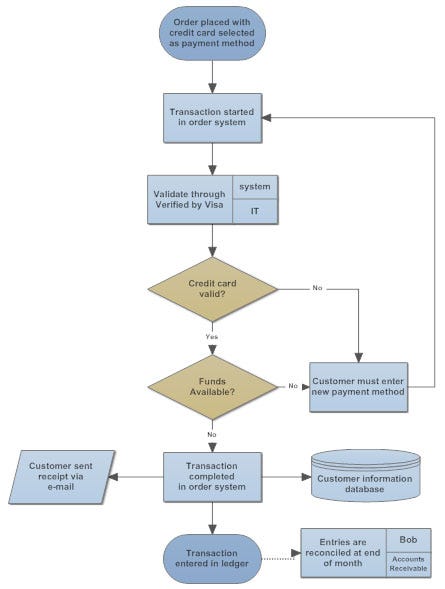 Order placed with
credit card selected
as payment method
Transaction started
in order system
Validate through
Verified by Visa
system
IT
Credit card
valid?
No
Yes
Funds
Available?
No
Customer must enter
new payment method
No
Customer sent
receipt via
e-mail
Transaction
completed
in order system
Customer information
database
Transaction
entered in ledger
Entries are
reconciled at end
of month
Bob
Accounts
Receivable